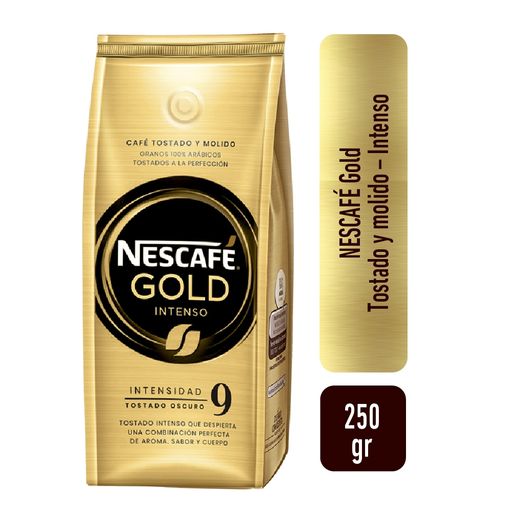 CAFÉ TOSTADO Y MOLIDO
GRANOS 100% ARÁBICOS
TOSTADOS A LA PERFECCIÓN
NESCAFÉ
GOLD
INTENSO
INTENSIDAD 9
TOSTADO OSCURO
TOSTADO INTENSO QUE DESPIERTA
UNA COMBINACIÓN PERFECTA
DE AROMA, SABOR Y CUERPO
NESCAFÉ Gold
Tostado y molido – Intenso
250
gr